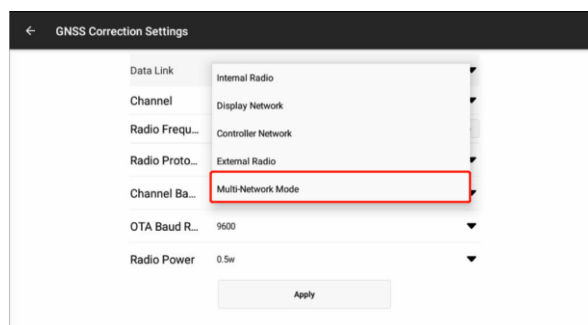 GNSS Correction Settings
Data Link
Internal Radio
Display Network
Channel
Controller Network
Radio Frequ...
External Radio
Radio Proto...
Multi-Network Mode
Channel Ba...
OTA Baud R... 9600
Radio Power 0.5w
Apply